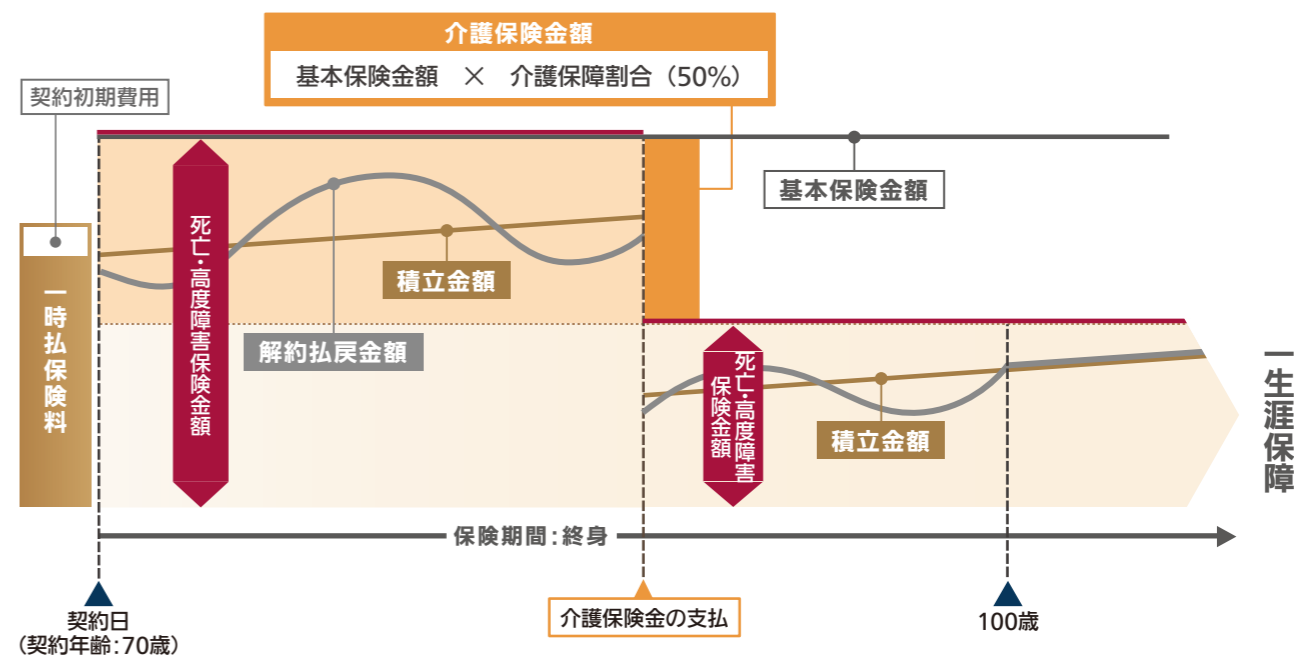 介護保険金額
基本保険金額 × 介護保障割合（50%）
契約初期費用
基本保険金額
一時払保険料
死亡・高度障害保険金額
積立金額
解約払戻金額
死亡・高度障害
保険金額
積立金額
一生涯保障
保険期間：終身
契約日
（契約年齢：70歳）
介護保険金の支払
100歳